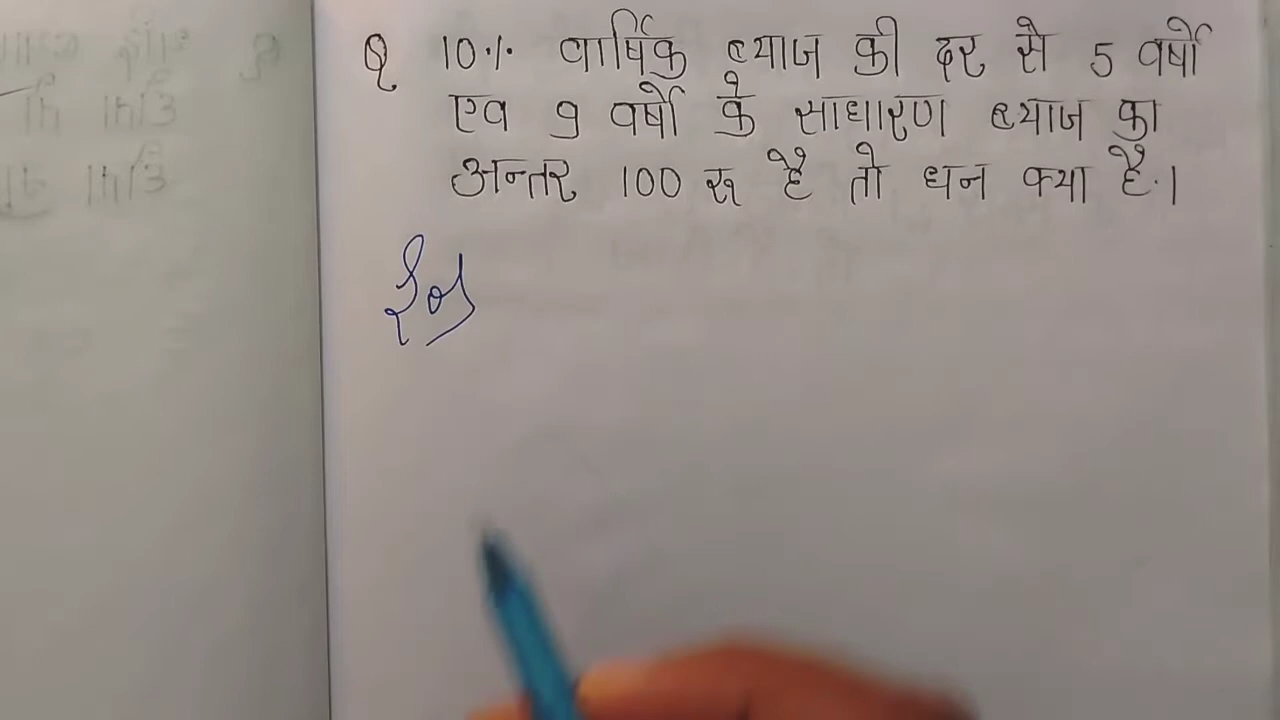 Q 10% वार्षिक ब्याज की दर से 5 वर्षो
एव 9 वर्षो के साधारण ब्याज का
अन्तर 100 रु है तो धन क्या है।
Sol